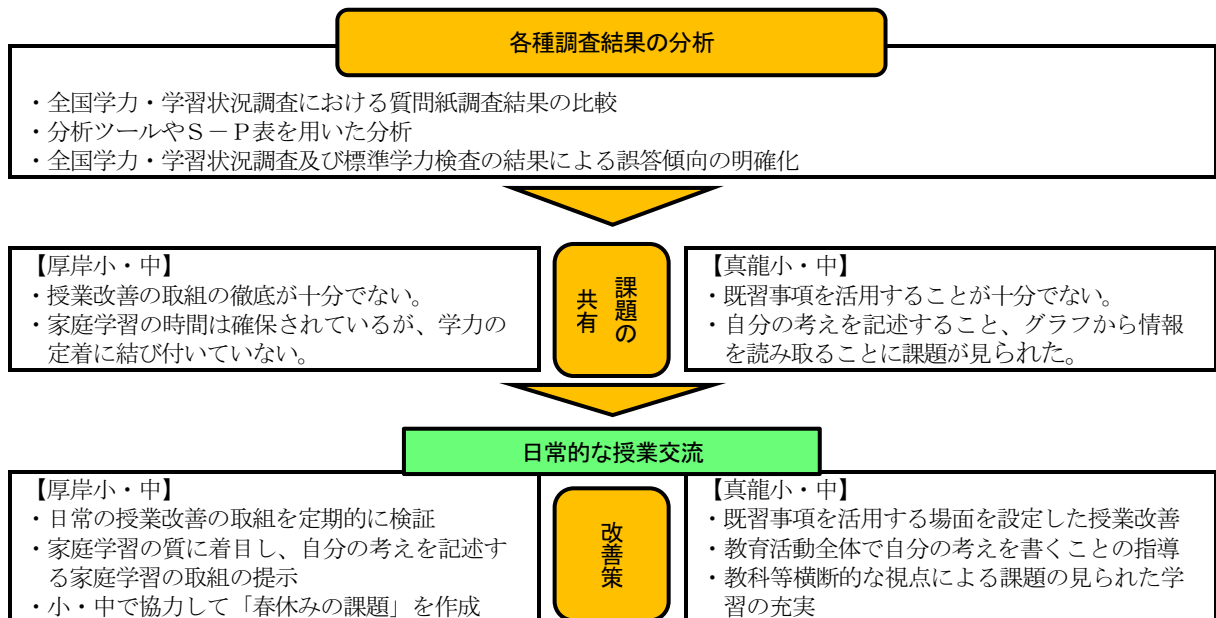 各種調査結果の分析
・全国学力・学習状況調査における質問紙調査結果の比較
・分析ツールやS－P表を用いた分析
・全国学力・学習状況調査及び標準学力検査の結果による誤答傾向の明確化
【厚岸小・中】
・授業改善の取組の徹底が十分でない。
・家庭学習の時間は確保されているが、学力の
定着に結び付いていない。
課題の
共有
【真龍小・中】
・既習事項を活用することが十分でない。
・自分の考えを記述すること、グラフから情報
を読み取ることに課題が見られた。
日常的な授業交流
【厚岸小・中】
・日常の授業改善の取組を定期的に検証
・家庭学習の質に着目し、自分の考えを記述す
る家庭学習の取組の提示
・小・中で協力して「春休みの課題」を作成
改善策
【真龍小・中】
・既習事項を活用する場面を設定した授業改善
・教育活動全体で自分の考えを書くことの指導
・教科等横断的な視点による課題の見られた学
習の充実